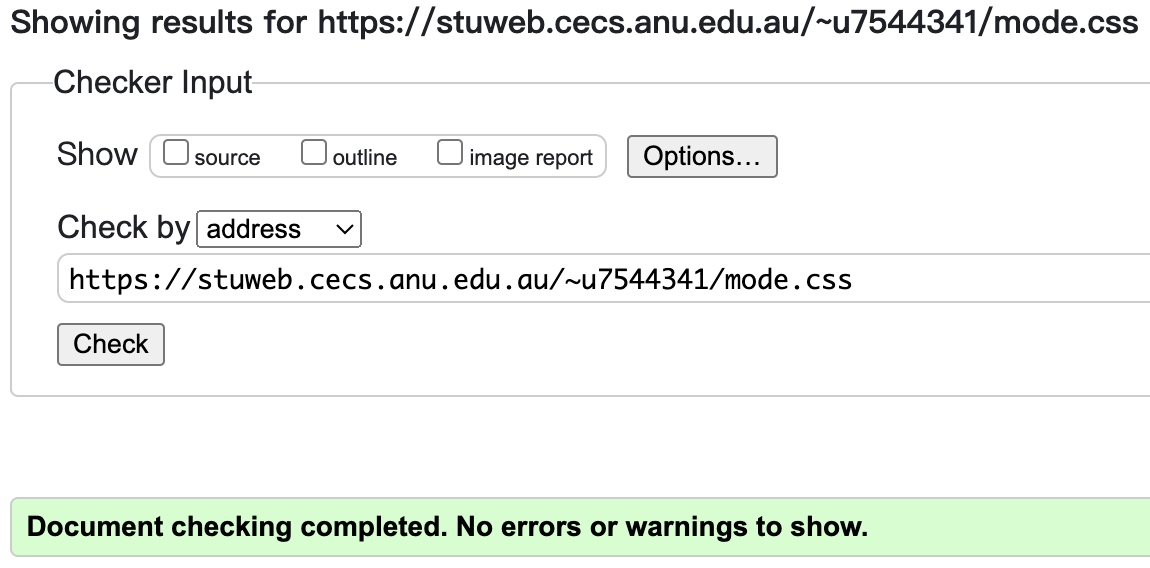 Showing results for https://stuweb.cecs.anu.edu.au/~u7544341/mode.css
Checker Input
Show source outline image report Options...
Check by address
https://stuweb.cecs.anu.edu.au/~u7544341/mode.css
Check
Document checking completed. No errors or warnings to show.